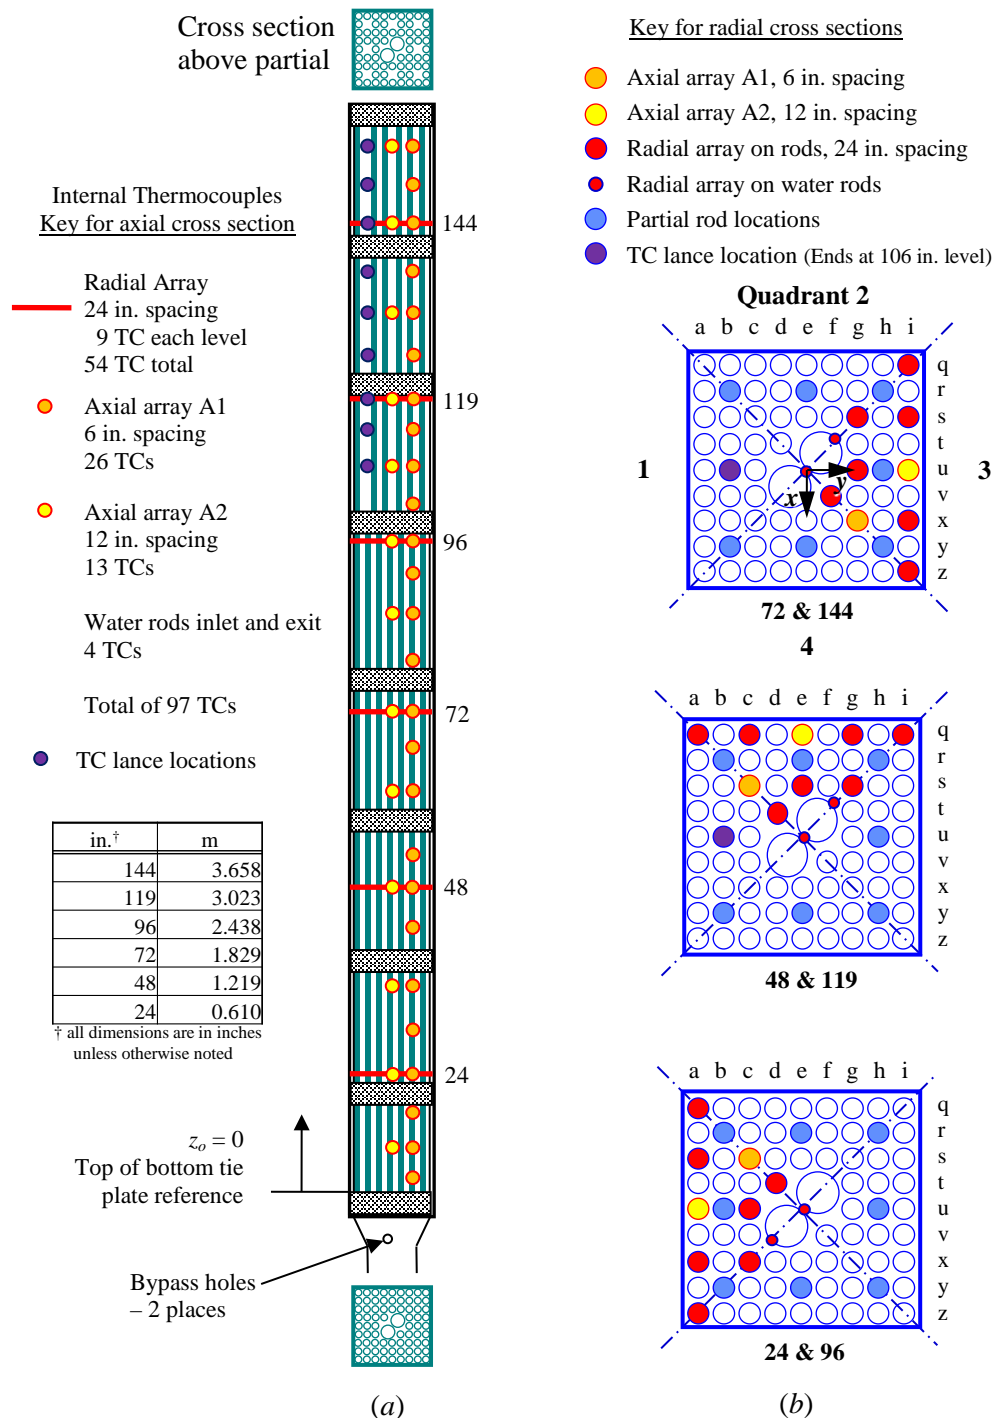 Cross section
above partial
Internal Thermocouples
Key for axial cross section
Radial Array
24 in. spacing
9 TC each level
54 TC total
Axial array A1
6 in. spacing
26 TCs
Axial array A2
12 in. spacing
13 TCs
Water rods inlet and exit
4 TCs
Total of 97 TCs
TC lance locations
in.† m
144 3.658
119 3.023
96 2.438
72 1.829
48 1.219
24 0.610
† all dimensions are in inches
unless otherwise noted
zo = 0
Top of bottom tie
plate reference
Bypass holes
– 2 places
144
119
96
72
48
24
(a)
Key for radial cross sections
Axial array A1, 6 in. spacing
Axial array A2, 12 in. spacing
Radial array on rods, 24 in. spacing
Radial array on water rods
Partial rod locations
TC lance location (Ends at 106 in. level)
Quadrant 2
a b c d e f g h i
q
r
s
t
1 u 3
y
x
v
x
y
z
72 & 144
4
a b c d e f g h i
q
r
s
t
u
v
x
y
z
48 & 119
a b c d e f g h i
q
r
s
t
u
v
x
y
z
24 & 96
(b)